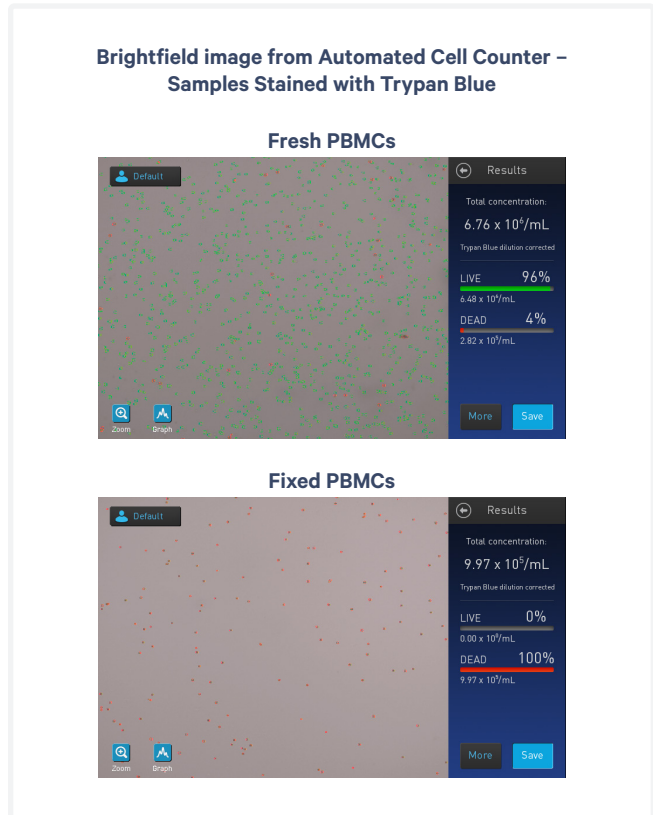 Brightfield image from Automated Cell Counter –
Samples Stained with Trypan Blue
Fresh PBMCs
Default
Results
Total concentration:
6.76 x 10⁶/mL
Trypan Blue dilution corrected
LIVE 96%
6.48 x 10⁶/mL
DEAD 4%
2.82 x 10⁵/mL
Zoom
Graph
More
Save
Fixed PBMCs
Default
Results
Total concentration:
9.97 x 10⁵/mL
Trypan Blue dilution corrected
LIVE 0%
0.00 x 10⁰/mL
DEAD 100%
9.97 x 10⁵/mL
Zoom
Graph
More
Save